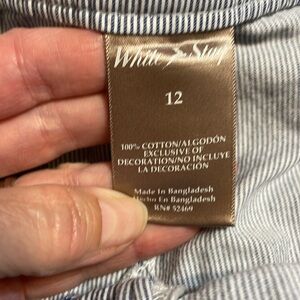 White Stag
12
100% COTTON/ALGODÓN
EXCLUSIVE OF
DECORATION/NO INCLUYE
LA DECORACIÓN
Made In Bangladesh
Hecho En Bangladesh
RN# 52469